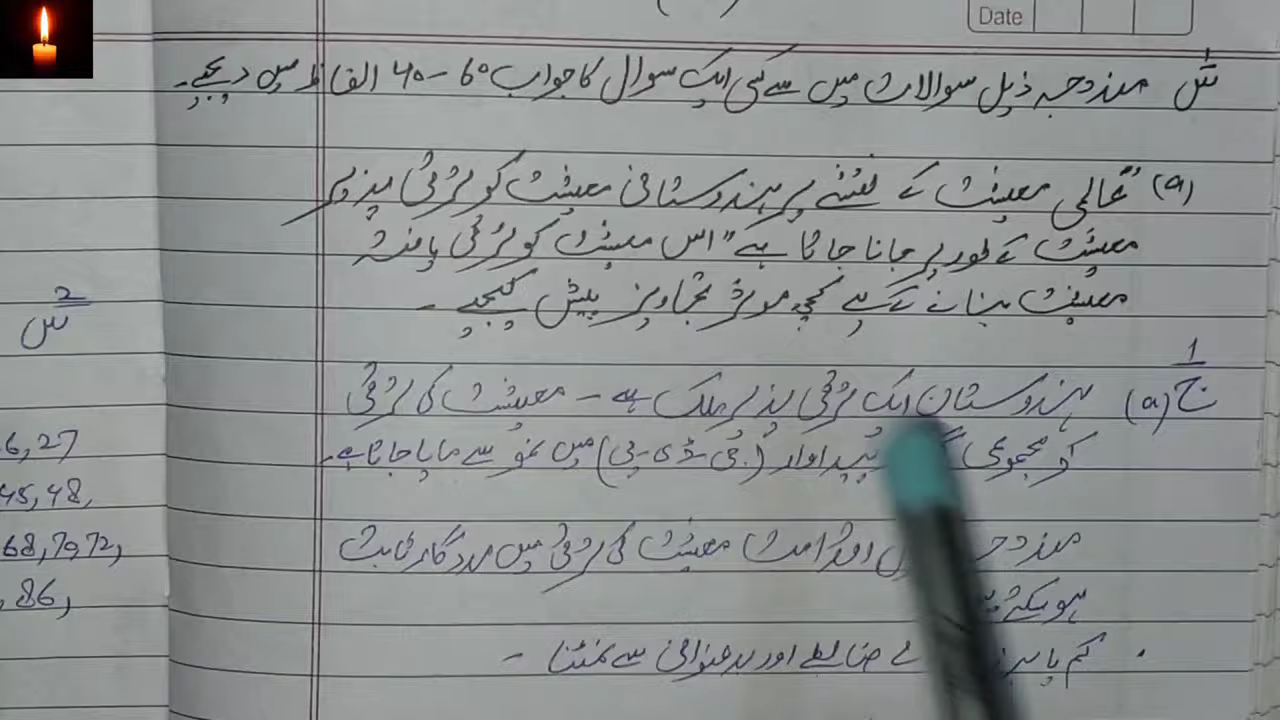 Date
س ۱ مندرجہ ذیل سوالات میں سے کسی ایک سوال کا جواب 60-40 الفاظ میں دیجیے۔
(a) "عالمی معیشت کے نقشے پر ہندوستانی معیشت کو ترقی پذیر
معیشت کے طور پر جانا جاتا ہے" اس معیشت کو ترقی یافتہ
معیشت بنانے کے لیے کچھ موثر تجاویز پیش کیجیے۔
ج ۱ (a) ہندوستان ایک ترقی پذیر ملک ہے۔ معیشت کی ترقی
کو مجموعی پیداوار (جی-ڈی-پی) میں نمو سے ماپا جاتا ہے۔
اقدامات معیشت کی ترقی میں مددگار ثابت
ہو سکتے
• کم یا ضابطے اور بدعنوانی سے نمٹنا۔
س 2
6, 27
45, 48,
68, 70, 72,
, 86,